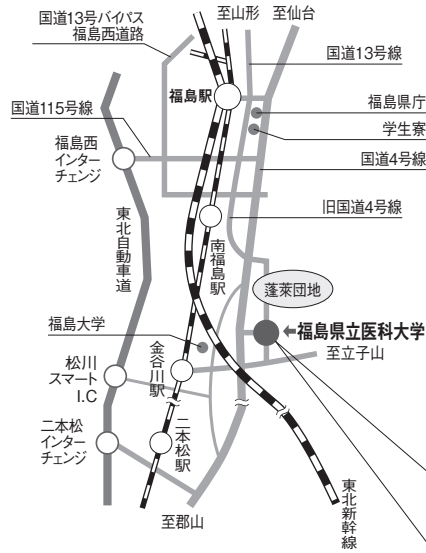 至山形
至仙台
国道13号バイパス
福島西道路
国道13号線
福島駅
福島県庁
国道115号線
学生寮
福島西
インター
チェンジ
国道4号線
旧国道4号線
東北自動車道
南福島駅
蓬萊団地
福島大学
←福島県立医科大学
金谷川駅
至立子山
松川
スマート
I.C
二本松
インター
チェンジ
二本松駅
至郡山
東北新幹線